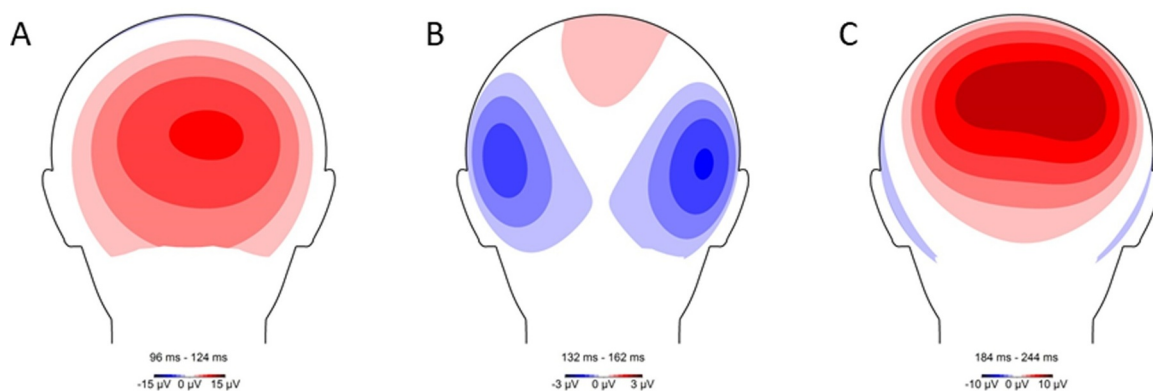 A
B
C
96 ms - 124 ms
-15 µV 0 µV 15 µV
132 ms - 162 ms
-3 µV 0 µV 3 µV
184 ms - 244 ms
-10 µV 0 µV 10 µV